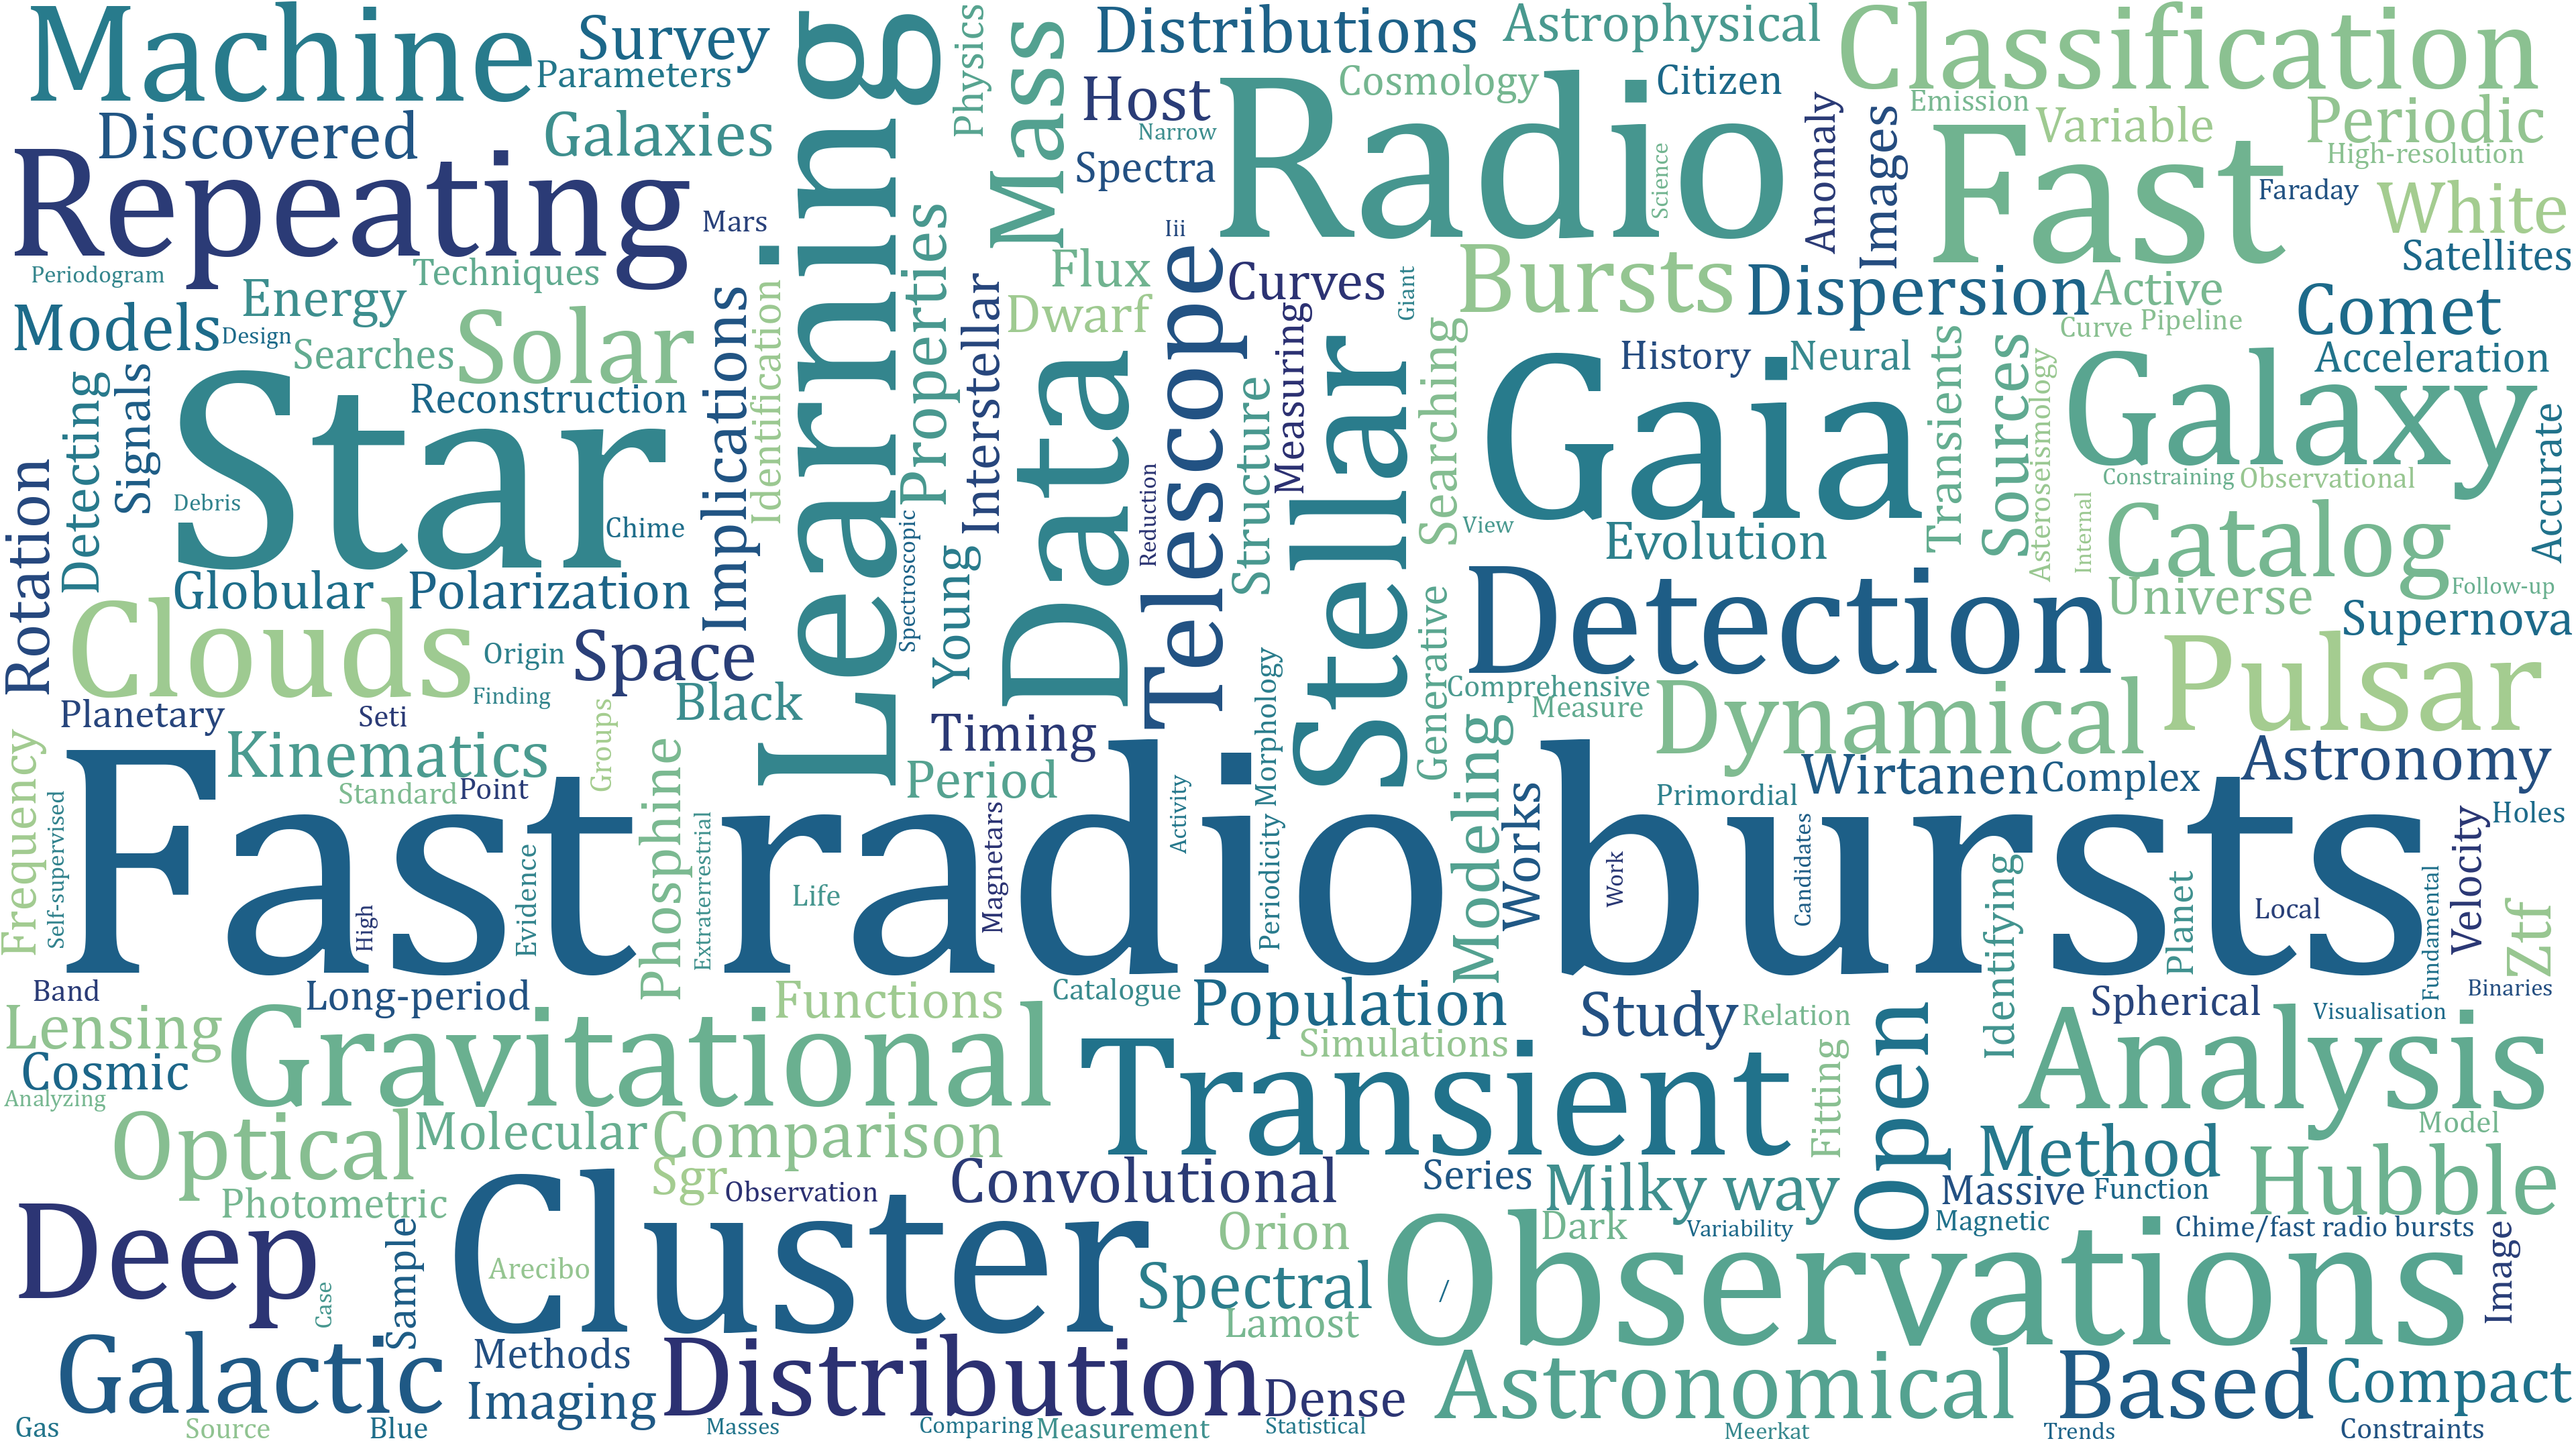 Machine
Survey
Parameters
Learning
Physics
Mass
Distributions
Astrophysical
Classification
Discovered
Galaxies
Host
Narrow
Spectra
Radio
Cosmology
Citizen
Science
Anomaly
Images
Emission
Variable
Periodic
High-resolution
Fast
Faraday
White
Satellites
Repeating
Mars
Periodogram
Techniques
Energy
Models
Design
Searches
Solar
Implications
Identification
Properties
Interstellar
Flux
Dwarf
Iii
Telescope
Curves
Giant
Bursts
Dispersion
Active
Curve
Pipeline
Comet
Acceleration
Detecting
Signals
Star
Reconstruction
Debris
Chime
Data
Reduction
Structure
Measuring
Stellar
Searching
Gaia
History
Neural
View
Evolution
Transients
Sources
Asteroseismology
Galaxy
Constraining
Observational
Internal
Catalog
Accurate
Follow-up
Universe
Supernova
Rotation
Globular
Polarization
Clouds
Origin
Finding
Space
Black
Spectroscopic
Young
Timing
Period
Morphology
Generative
Detection
Comprehensive
Measure
Dynamical
Pulsar
Planetary
Seti
Kinematics
Groups
Standard
Point
Frequency
Self-supervised
Fast radio bursts
High
Evidence
Phosphine
Extraterrestrial
Life
Magnetars
Activity
Periodicity
Modeling
Works
Work
Primordial
Wirtanen
Complex
Astronomy
Candidates
Identifying
Planet
Local
Fundamental
Velocity
Holes
Ztf
Band
Long-period
Functions
Catalogue
Population
Study
Relation
Spherical
Visualisation
Binaries
Lensing
Cosmic
Analyzing
Gravitational
Simulations
Transient
Fitting
Open
Analysis
Model
Optical
Molecular
Comparison
Method
Sgr
Observation
Convolutional
Series
Milky way
Massive
Function
Hubble
Photometric
Deep
Case
Sample
Cluster
Arecibo
Orion
Spectral
Lamost
Dark
Variability
Magnetic
Chime/fast radio bursts
Image
/
Observations
Galactic
Methods
Imaging
Distribution
Dense
Astronomical
Based
Compact
Gas
Source
Blue
Masses
Comparing
Measurement
Statistical
Meerkat
Trends
Constraints